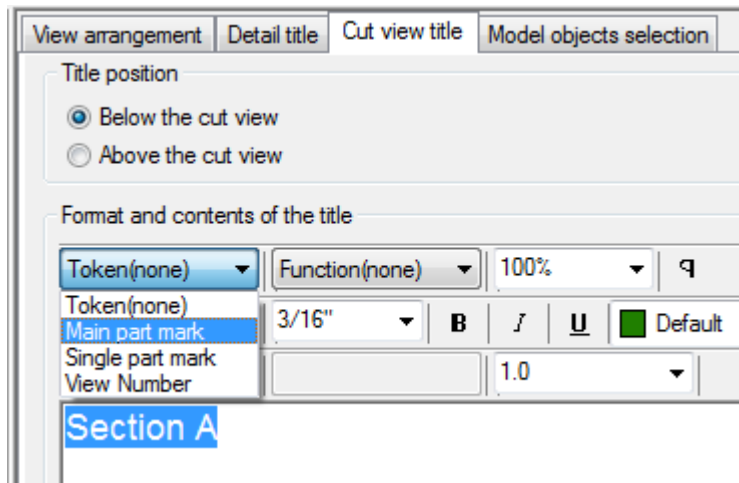 View arrangement Detail title Cut view title Model objects selection
Title position
Below the cut view
Above the cut view
Format and contents of the title
Token(none) Function(none) 100% ¶
Token(none)
Main part mark 3/16" B I U Default
Single part mark
View Number 1.0
Section A